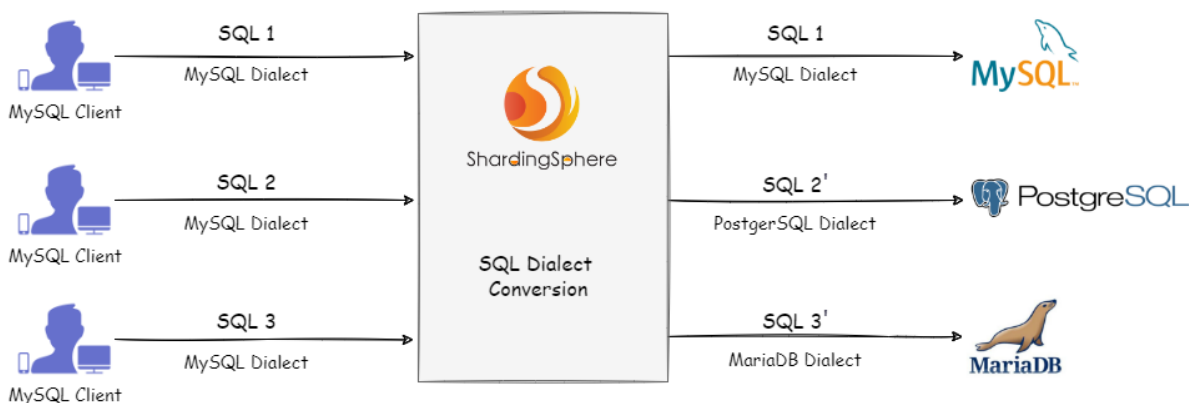 SQL 1
MySQL Dialect
MySQL Client
SQL 2
MySQL Dialect
MySQL Client
SQL 3
MySQL Dialect
MySQL Client
ShardingSphere
SQL Dialect
Conversion
SQL 1
MySQL Dialect
MySQL™
SQL 2'
PostgerSQL Dialect
PostgreSQL
SQL 3'
MariaDB Dialect
MariaDB